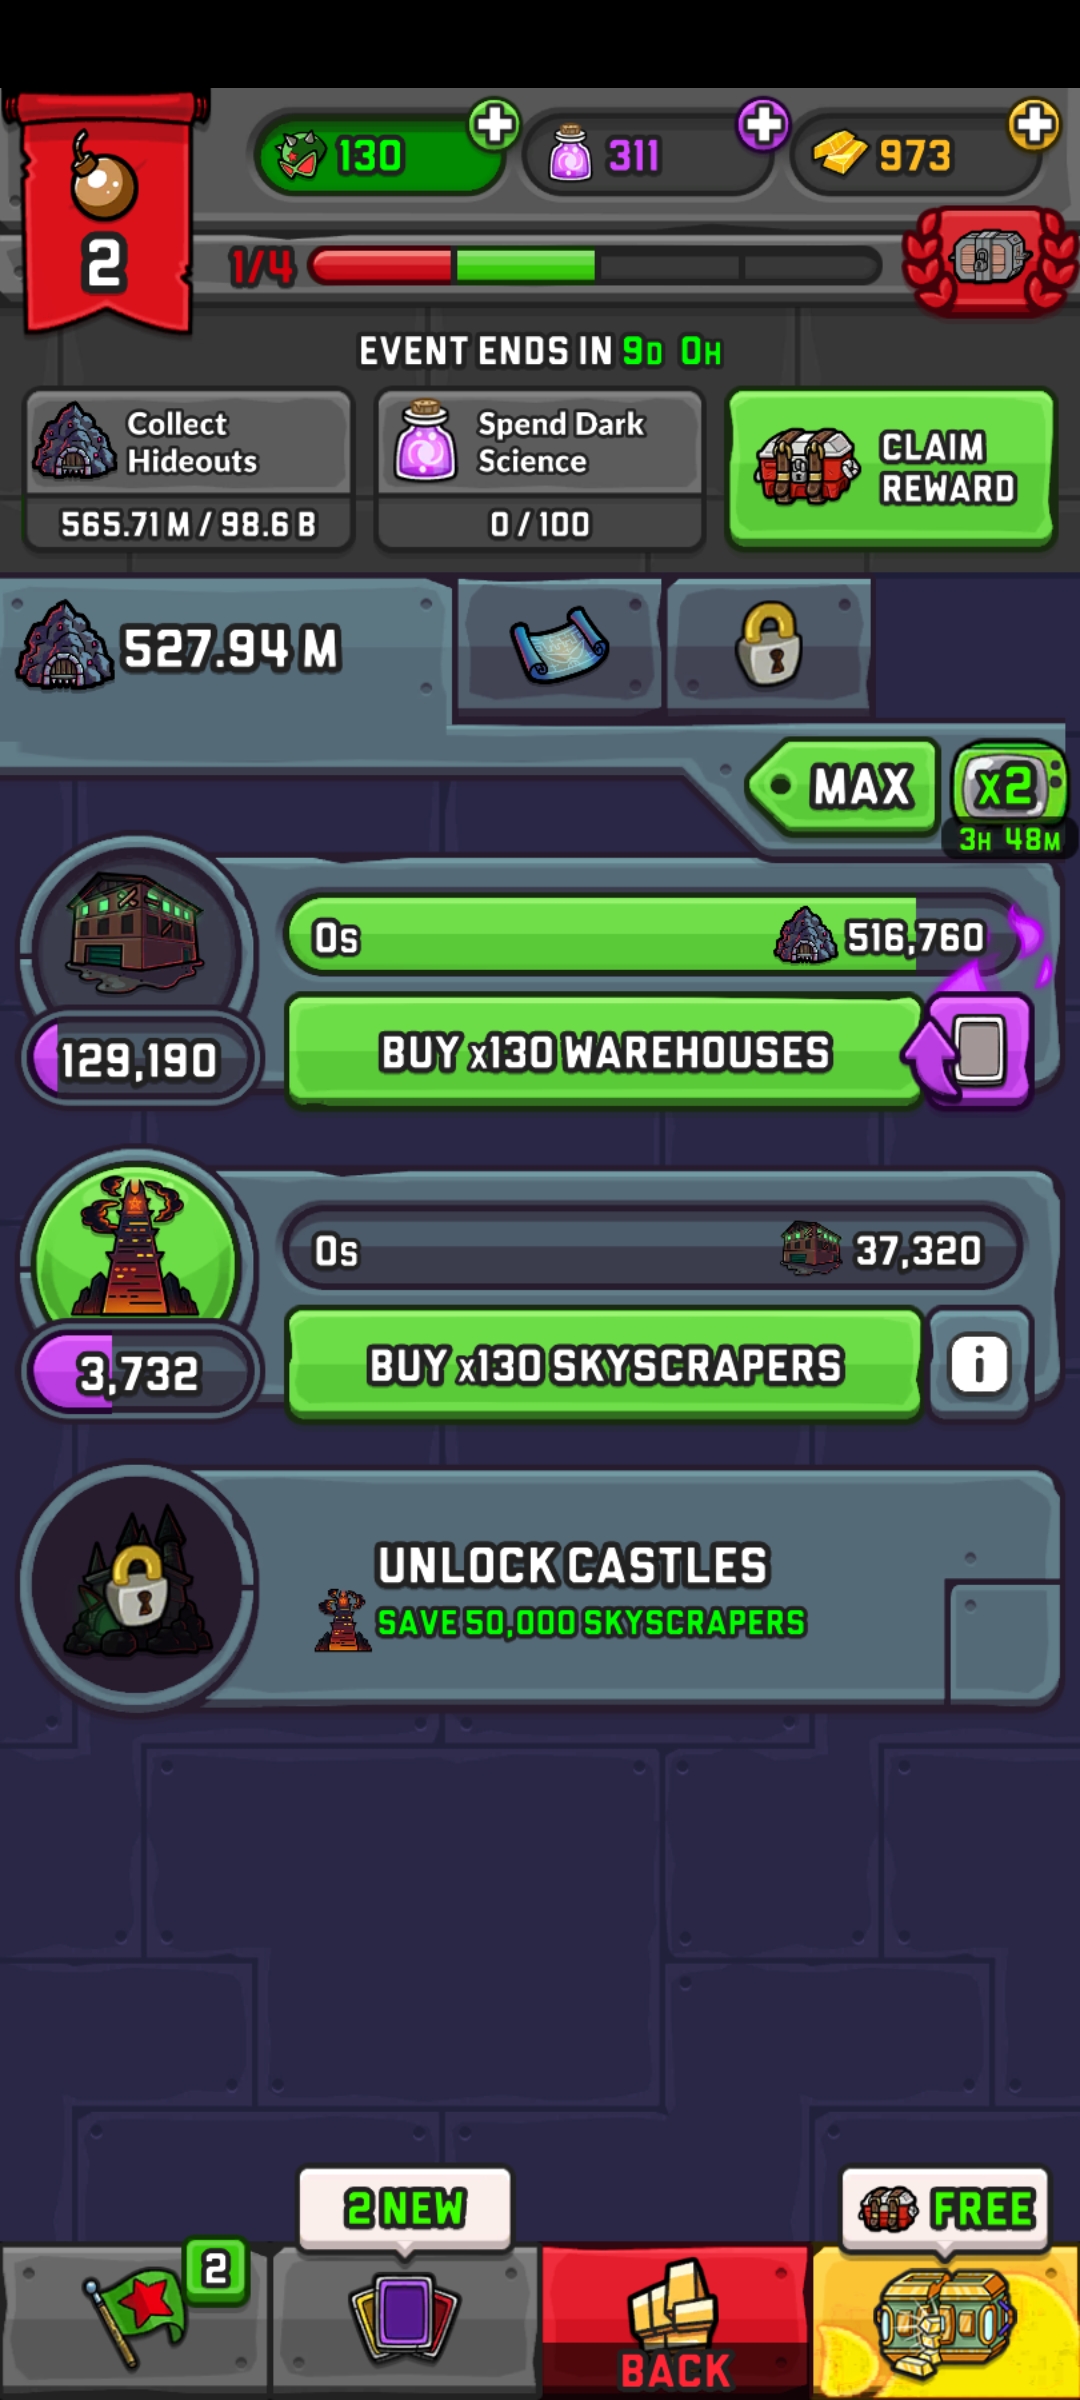 130
311
973
2
1/4
EVENT ENDS IN 9D 0H
Collect
Hideouts
565.71 M / 98.6 B
Spend Dark
Science
0 / 100
CLAIM
REWARD
527.94 M
MAX
x2
3H 48M
0s
516,760
129,190
BUY x130 WAREHOUSES
0s
37,320
3,732
BUY x130 SKYSCRAPERS
i
UNLOCK CASTLES
SAVE 50,000 SKYSCRAPERS
2 NEW
FREE
2
BACK